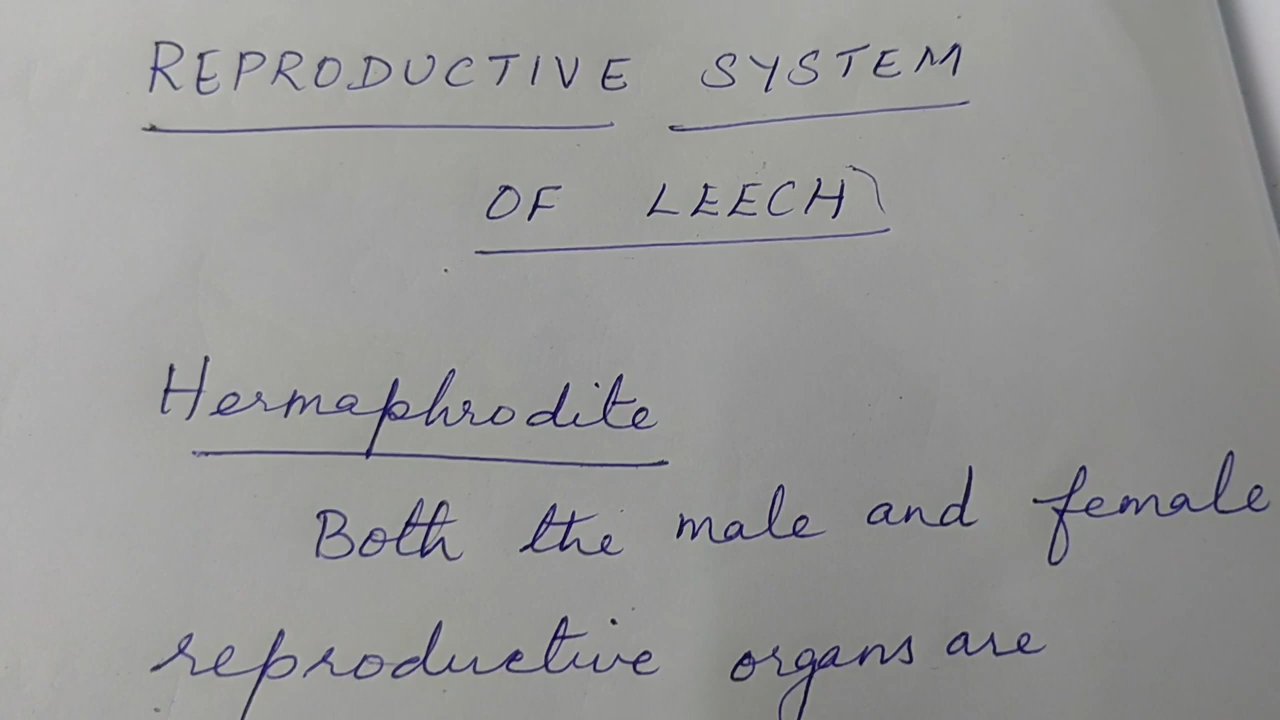 REPRODUCTIVE SYSTEM
OF LEECH
Hermaphrodite
Both the male and female
reproductive organs are